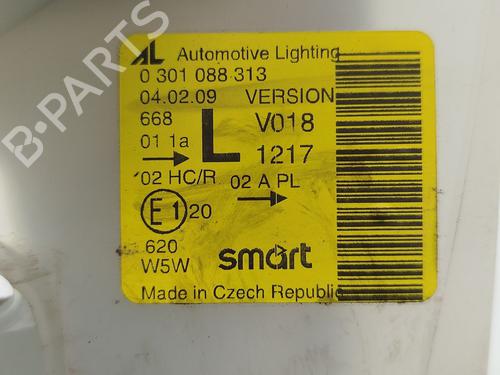 AL Automotive Lighting
0 301 088 313
04.02.09 VERSION
668 L V018
01 1a 1217
02 HC/R 02 A PL
E1 20
620
W5W smart
Made in Czech Republic
B-PARTS